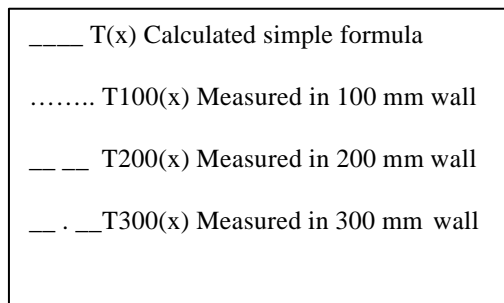 ____ T(x) Calculated simple formula
…….. T100(x) Measured in 100 mm wall
__ __ T200(x) Measured in 200 mm wall
__ . __T300(x) Measured in 300 mm wall